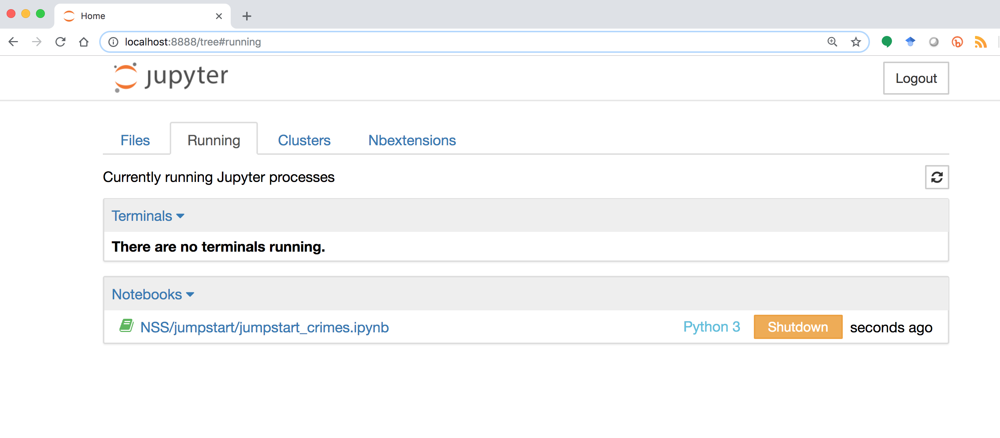 Home
localhost:8888/tree#running
jupyter
Logout
Files Running Clusters Nbextensions
Currently running Jupyter processes
Terminals
There are no terminals running.
Notebooks
NSS/jumpstart/jumpstart_crimes.ipynb Python 3 Shutdown seconds ago